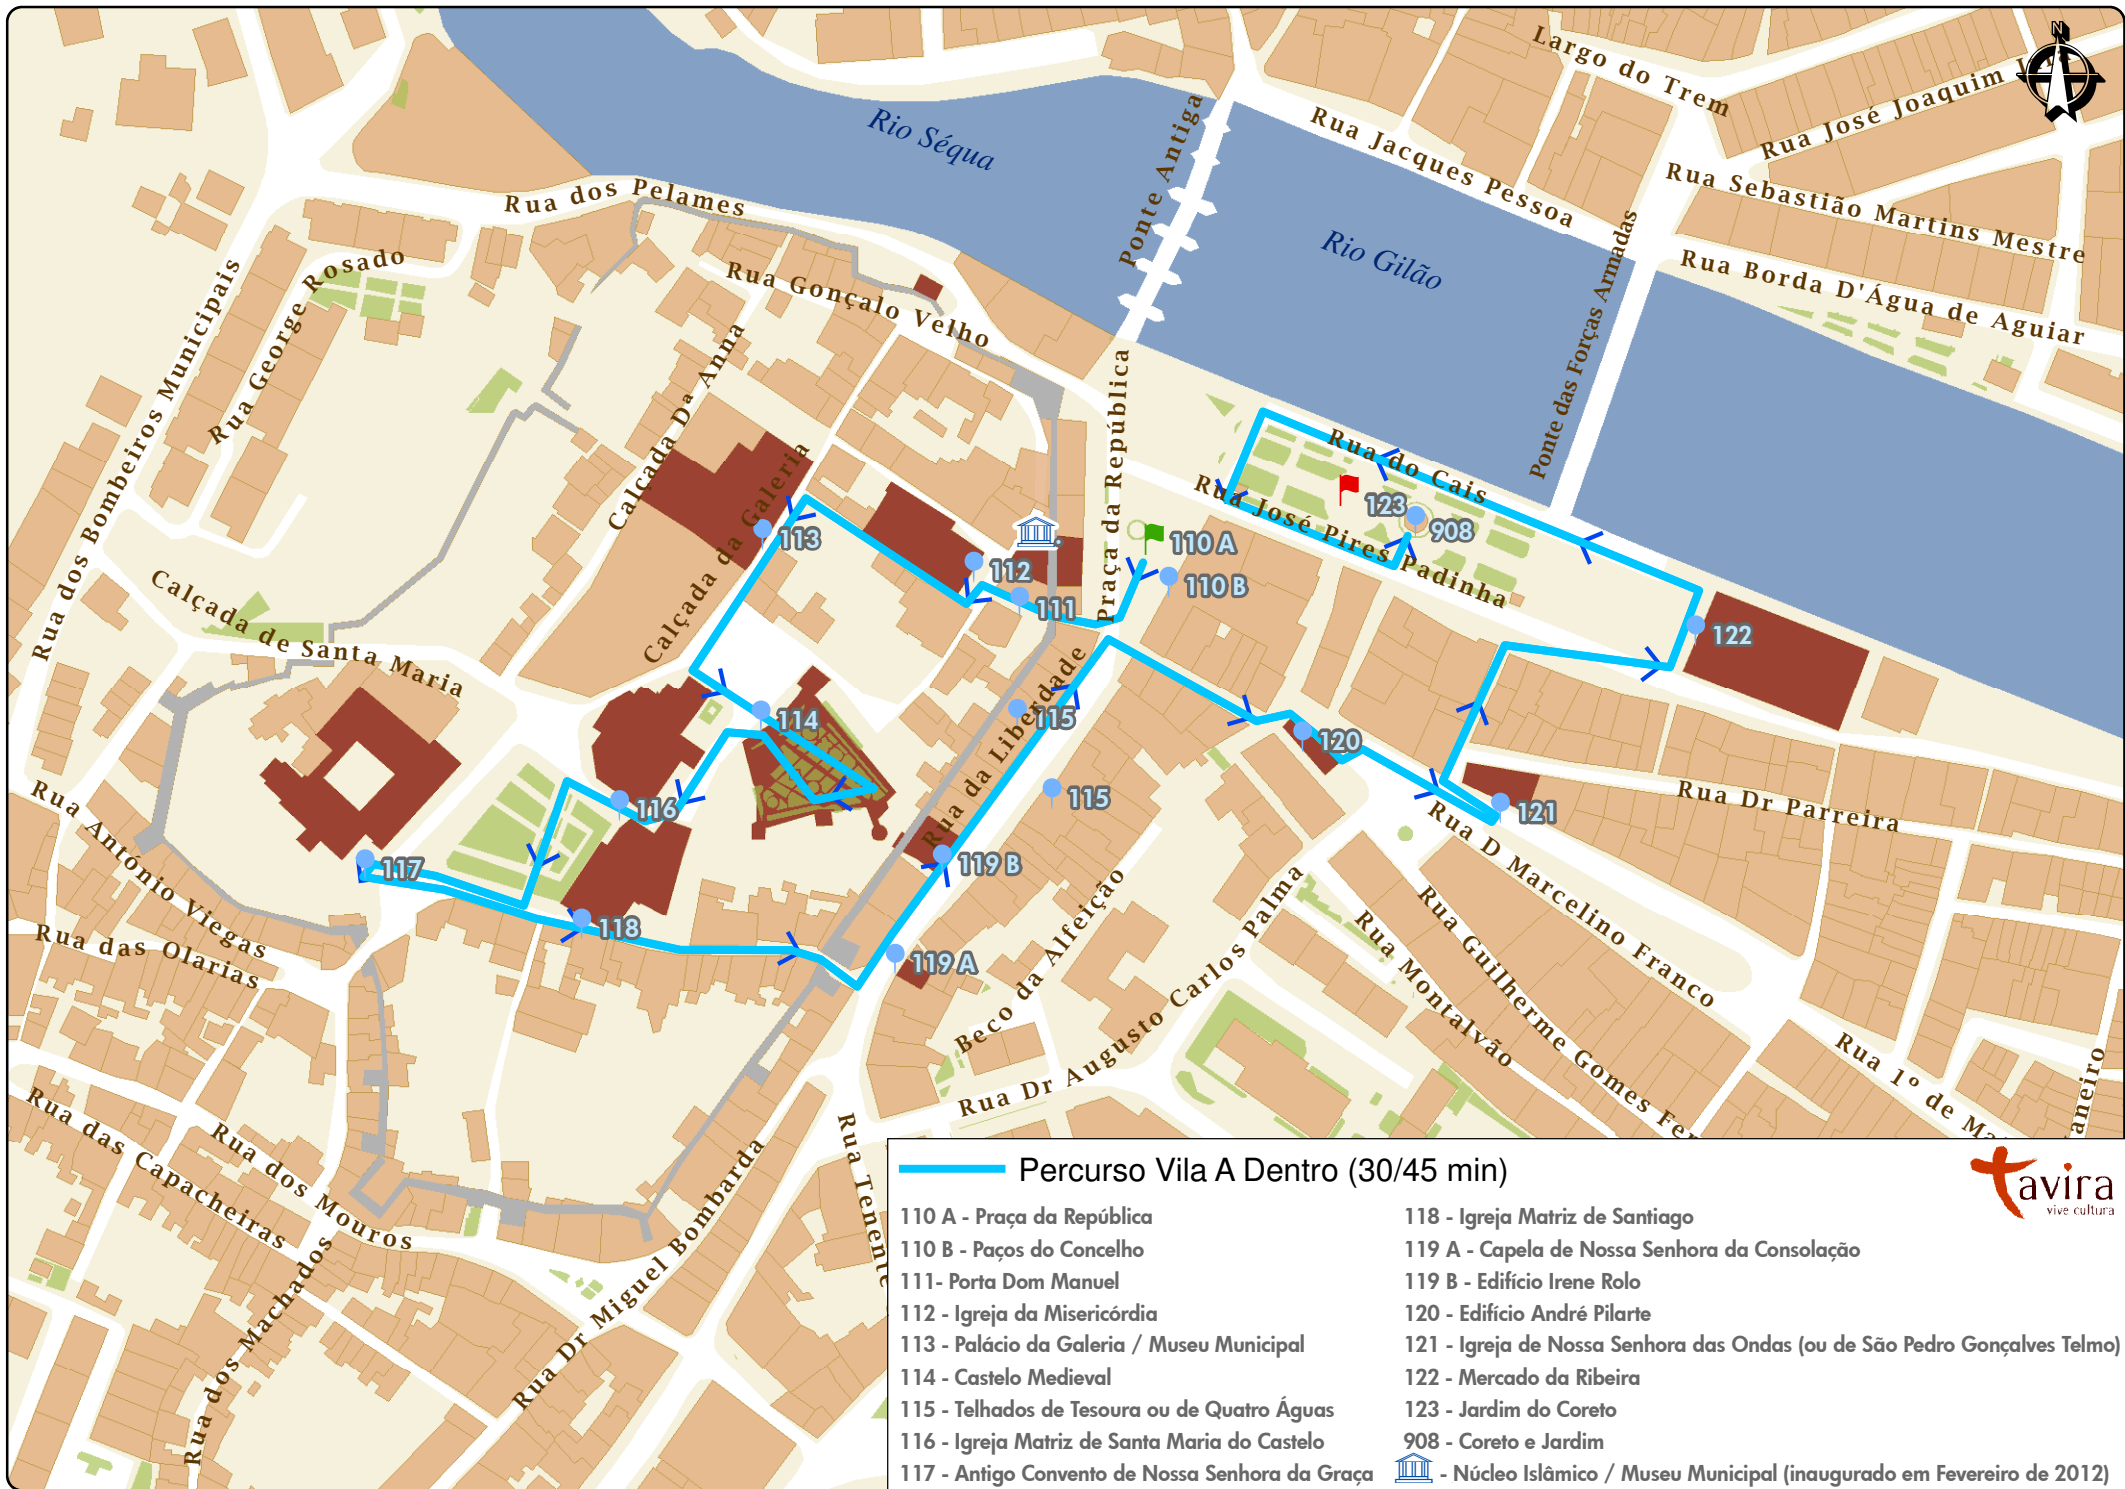 Largo do Trem
Rua José Joaquim Jara
N
Rua Jacques Pessoa
Rua Sebastião Martins Mestre
Rio Séqua
Ponte Antiga
Rua dos Pelames
Rio Gilão
Rua Borda D'Água de Aguiar
Ponte das Forças Armadas
Rua George Rosado
Rua Gonçalo Velho
Rua dos Bombeiros Municipais
Calçada Dª Anna
Praça da República
Rua do Cais
Calçada da Galeria
Rua José Pires Padinha
123
908
113
110 A
112
110 B
111
Calçada de Santa Maria
122
114
115
120
Rua da Liberdade
115
116
121
Rua Dr Parreira
Rua António Viegas
117
119 B
Rua D Marcelino Franco
118
119 A
Rua das Olarias
Beco da Alfeição
Rua Dr Augusto Carlos Palma
Rua Montalvão
Rua Guilherme Gomes Fer
Rua 1º de Ma
aneiro
Rua das Capacheiras
Rua dos Mouros
Rua dos Machados
Rua Dr Miguel Bombarda
Rua Tenente
Percurso Vila A Dentro (30/45 min)
Tavira
vive cultura
110 A - Praça da República
110 B - Paços do Concelho
111- Porta Dom Manuel
112 - Igreja da Misericórdia
113 - Palácio da Galeria / Museu Municipal
114 - Castelo Medieval
115 - Telhados de Tesoura ou de Quatro Águas
116 - Igreja Matriz de Santa Maria do Castelo
117 - Antigo Convento de Nossa Senhora da Graça
118 - Igreja Matriz de Santiago
119 A - Capela de Nossa Senhora da Consolação
119 B - Edifício Irene Rolo
120 - Edifício André Pilarte
121 - Igreja de Nossa Senhora das Ondas (ou de São Pedro Gonçalves Telmo)
122 - Mercado da Ribeira
123 - Jardim do Coreto
908 - Coreto e Jardim
- Núcleo Islâmico / Museu Municipal (inaugurado em Fevereiro de 2012)